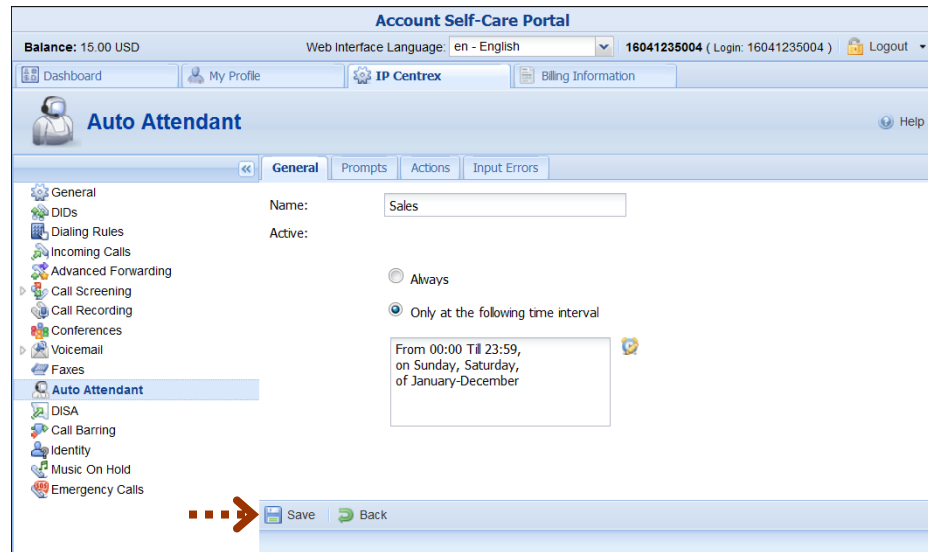 Account Self-Care Portal
Balance: 15.00 USD Web Interface Language: en - English 16041235004 ( Login: 16041235004 ) Logout
Dashboard My Profile IP Centrex Billing Information
Auto Attendant Help
General Prompts Actions Input Errors
General
DIDs
Dialing Rules
Incoming Calls
Advanced Forwarding
Call Screening
Call Recording
Conferences
Voicemail
Faxes
Auto Attendant
DISA
Call Barring
Identity
Music On Hold
Emergency Calls
Name: Sales
Active:
Always
Only at the following time interval
From 00:00 Till 23:59,
on Sunday, Saturday,
of January-December
Save Back